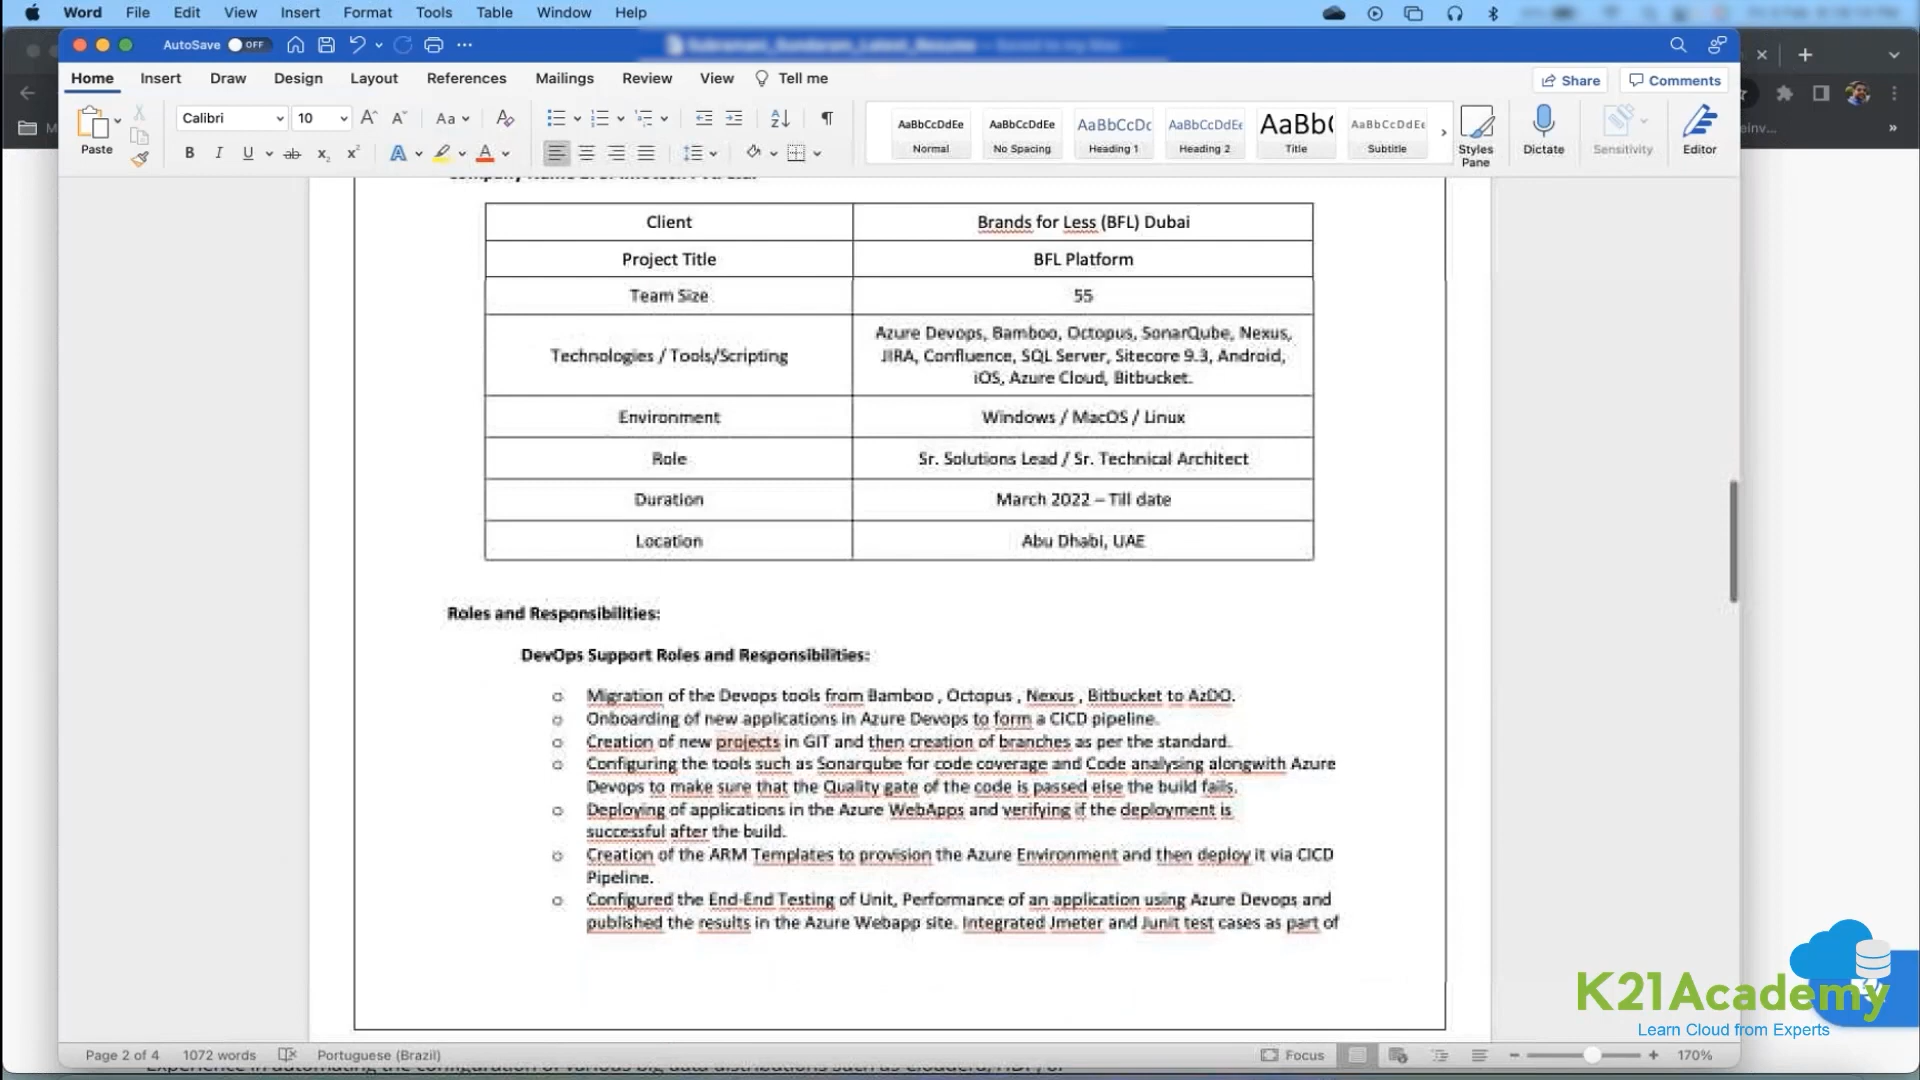 Word File Edit View Insert Format Tools Table Window Help
AutoSave OFF
Home Insert Draw Design Layout References Mailings Review View Tell me
Share Comments
Calibri 10 Aa
Paste
B I U ab x₂ x² A A
AaBbCcDdEe AaBbCcDdEe AaBbCcDc AaBbCcDdEe AaBb( AaBbCcDdEe
Normal No Spacing Heading 1 Heading 2 Title Subtitle
Styles Pane Dictate Sensitivity Editor
Client Brands for Less (BFL) Dubai
Project Title BFL Platform
Team Size 55
Technologies / Tools/Scripting
Azure Devops, Bamboo, Octopus, SonarQube, Nexus,
JIRA, Confluence, SQL Server, Sitecore 9.3, Android,
iOS, Azure Cloud, Bitbucket.
Environment Windows / MacOS / Linux
Role Sr. Solutions Lead / Sr. Technical Architect
Duration March 2022 – Till date
Location Abu Dhabi, UAE
Roles and Responsibilities:
DevOps Support Roles and Responsibilities:
o Migration of the Devops tools from Bamboo , Octopus , Nexus , Bitbucket to AzDO.
o Onboarding of new applications in Azure Devops to form a CICD pipeline.
o Creation of new projects in GIT and then creation of branches as per the standard.
o Configuring the tools such as Sonarqube for code coverage and Code analysing alongwith Azure
Devops to make sure that the Quality gate of the code is passed else the build fails.
o Deploying of applications in the Azure WebApps and verifying if the deployment is
successful after the build.
o Creation of the ARM Templates to provision the Azure Environment and then deploy it via CICD
Pipeline.
o Configured the End-End Testing of Unit, Performance of an application using Azure Devops and
published the results in the Azure Webapp site. Integrated Jmeter and Junit test cases as part of
K21Academy
Learn Cloud from Experts
Page 2 of 4 1072 words Portuguese (Brazil) Focus 170%